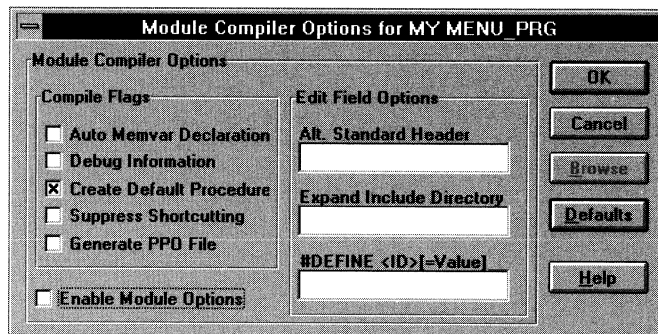 Module Compiler Options for MY MENU_PRG
Module Compiler Options
Compile Flags
Auto Memvar Declaration
Debug Information
Create Default Procedure
Suppress Shortcutting
Generate PPO File
Enable Module Options
Edit Field Options
Alt. Standard Header
Expand Include Directory
#DEFINE <ID>[=Value]
OK
Cancel
Browse
Defaults
Help